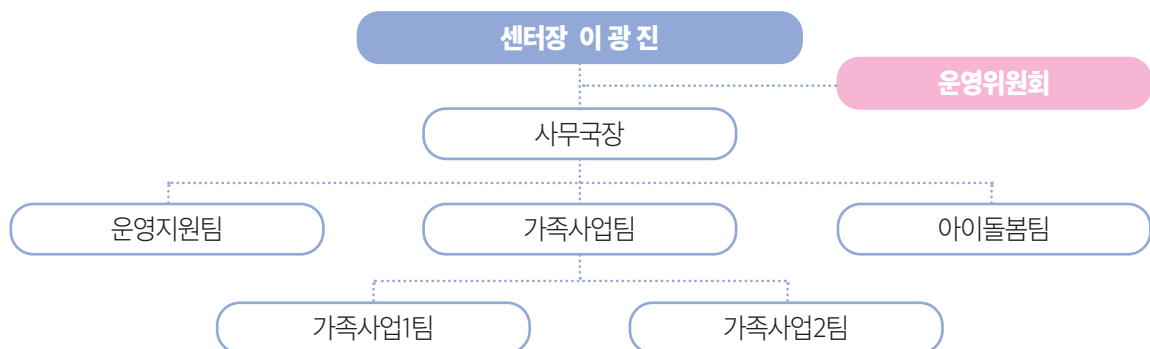 센터장 이 광 진
운영위원회
사무국장
운영지원팀
가족사업팀
아이돌봄팀
가족사업1팀
가족사업2팀